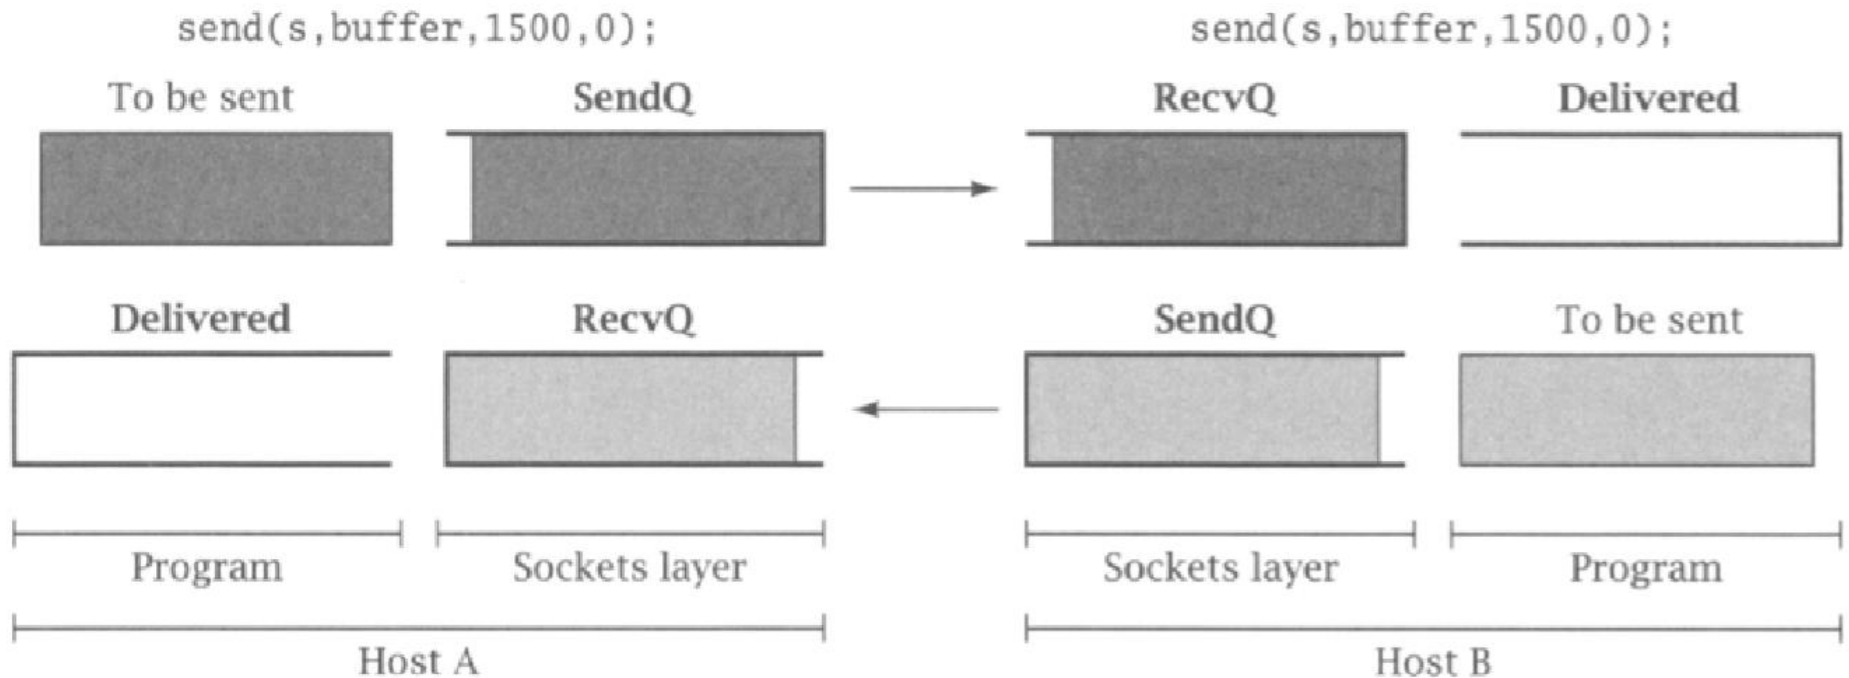 send(s,buffer,1500,0);
send(s,buffer,1500,0);
To be sent
SendQ
RecvQ
Delivered
Delivered
RecvQ
SendQ
To be sent
Program
Sockets layer
Sockets layer
Program
Host A
Host B